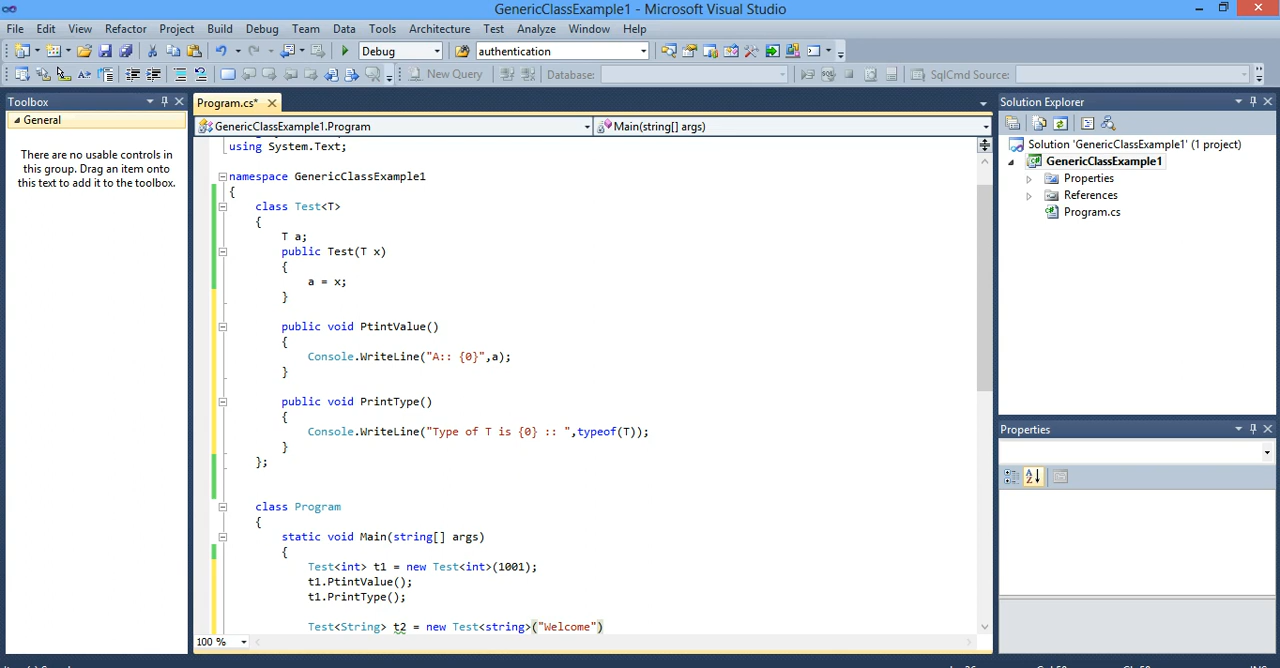 GenericClassExample1 - Microsoft Visual Studio
File Edit View Refactor Project Build Debug Team Data Tools Architecture Test Analyze Window Help
Debug authentication
New Query Database: SqlCmd Source:
Toolbox
General
There are no usable controls in
this group. Drag an item onto
this text to add it to the toolbox.
Program.cs*
GenericClassExample1.Program Main(string[] args)
using System.Text;
namespace GenericClassExample1
{
class Test<T>
{
T a;
public Test(T x)
{
a = x;
}
public void PtintValue()
{
Console.WriteLine("A:: {0}",a);
}
public void PrintType()
{
Console.WriteLine("Type of T is {0} :: ",typeof(T));
}
};
class Program
{
static void Main(string[] args)
{
Test<int> t1 = new Test<int>(1001);
t1.PtintValue();
t1.PrintType();
Test<String> t2 = new Test<string>("Welcome")
100 %
Solution Explorer
Solution 'GenericClassExample1' (1 project)
GenericClassExample1
Properties
References
Program.cs
Properties